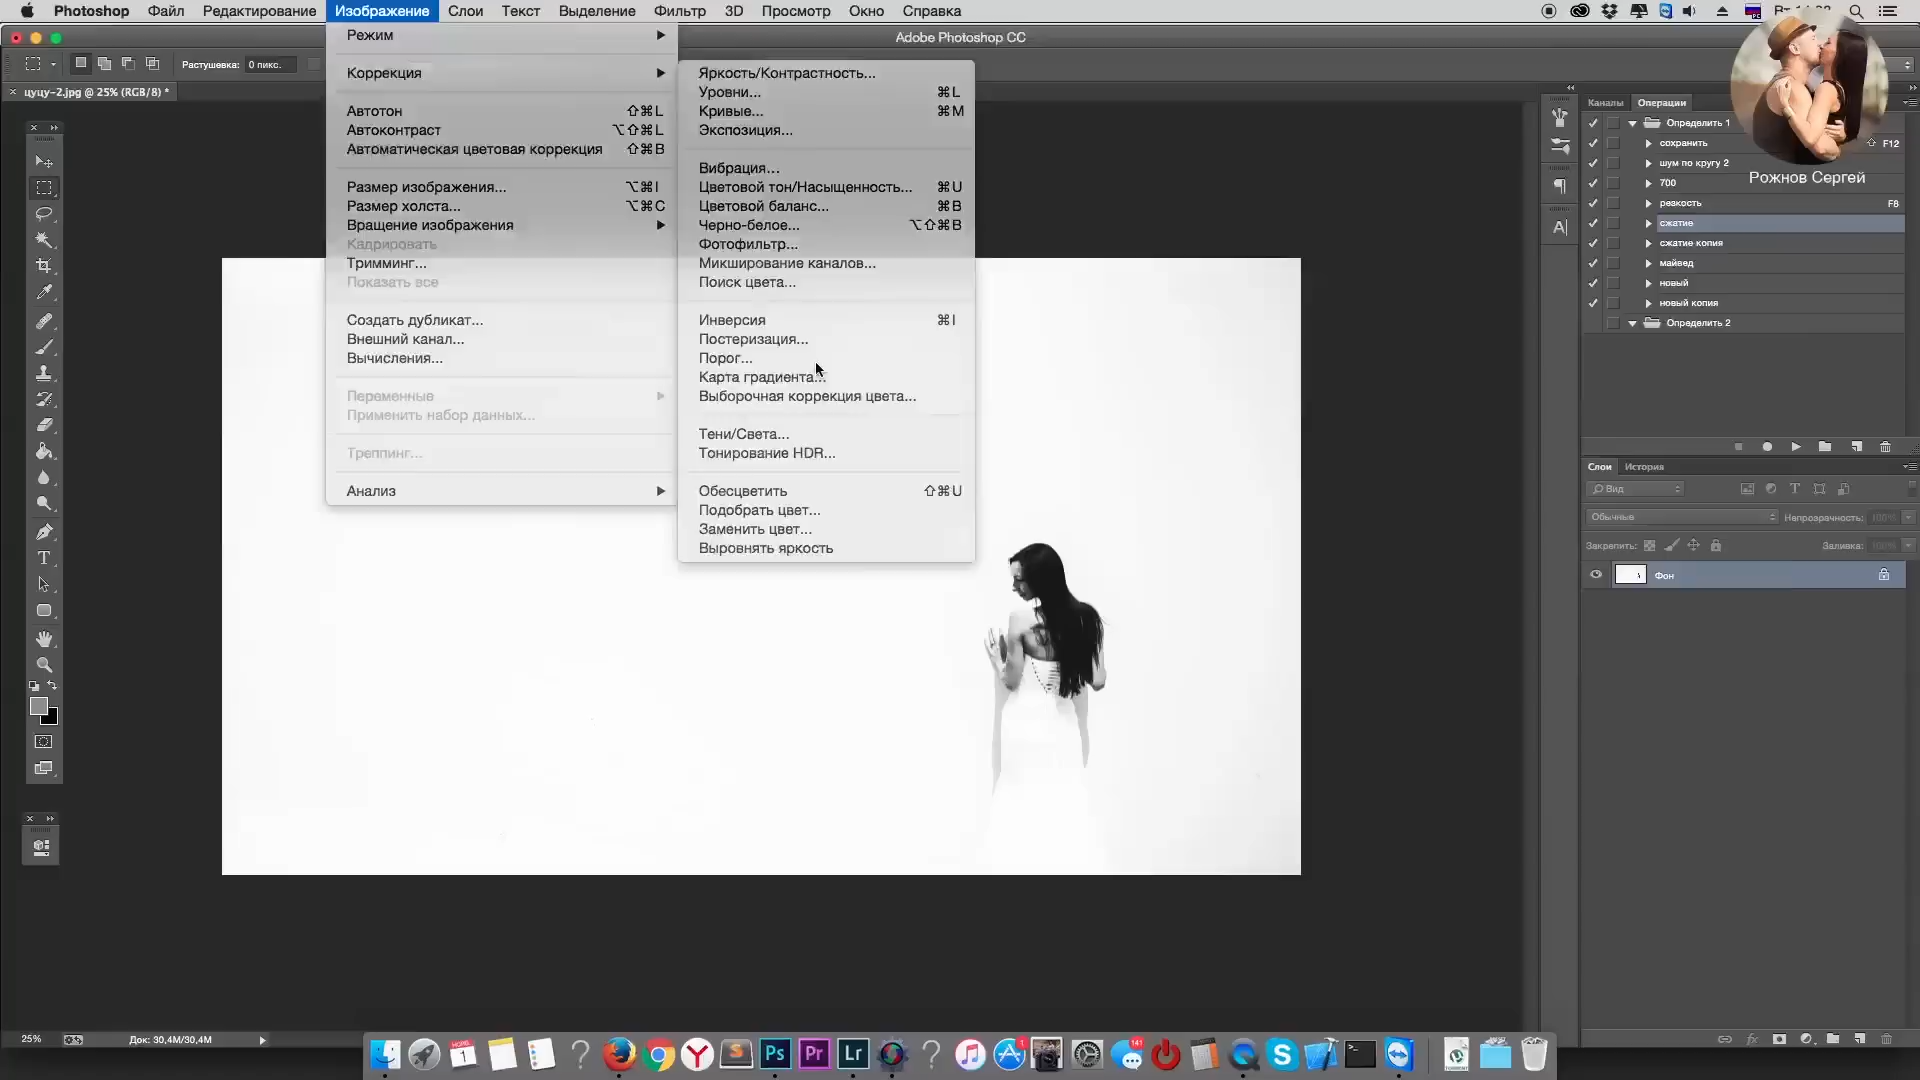 Photoshop Файл Редактирование Изображение Слои Текст Выделение Фильтр 3D Просмотр Окно Справка
Adobe Photoshop CC
Растушевка: 0 пикс.
цуцу-2.jpg @ 25% (RGB/8) *
Режим
Коррекция
Автотон ⇧⌘L
Автоконтраст ⌥⇧⌘L
Автоматическая цветовая коррекция ⇧⌘B
Размер изображения... ⌥⌘I
Размер холста... ⌥⌘C
Вращение изображения
Кадрировать
Тримминг...
Показать все
Создать дубликат...
Внешний канал...
Вычисления...
Переменные
Применить набор данных...
Треппинг...
Анализ
Яркость/Контрастность...
Уровни... ⌘L
Кривые... ⌘M
Экспозиция...
Вибрация...
Цветовой тон/Насыщенность... ⌘U
Цветовой баланс... ⌘B
Черно-белое... ⌥⇧⌘B
Фотофильтр...
Микширование каналов...
Поиск цвета...
Инверсия ⌘I
Постеризация...
Порог...
Карта градиента...
Выборочная коррекция цвета...
Тени/Света...
Тонирование HDR...
Обесцветить ⇧⌘U
Подобрать цвет...
Заменить цвет...
Выровнять яркость
Каналы Операции
Определить 1
сохранить ⇧ F12
шум по кругу 2
700
резкость F8
сжатие
сжатие копия
майвед
новый
новый копия
Определить 2
Рожнов Сергей
Слои История
Вид
Обычные Непрозрачность: 100%
Закрепить: Заливка: 100%
Фон
25% Док: 30,4M/30,4M